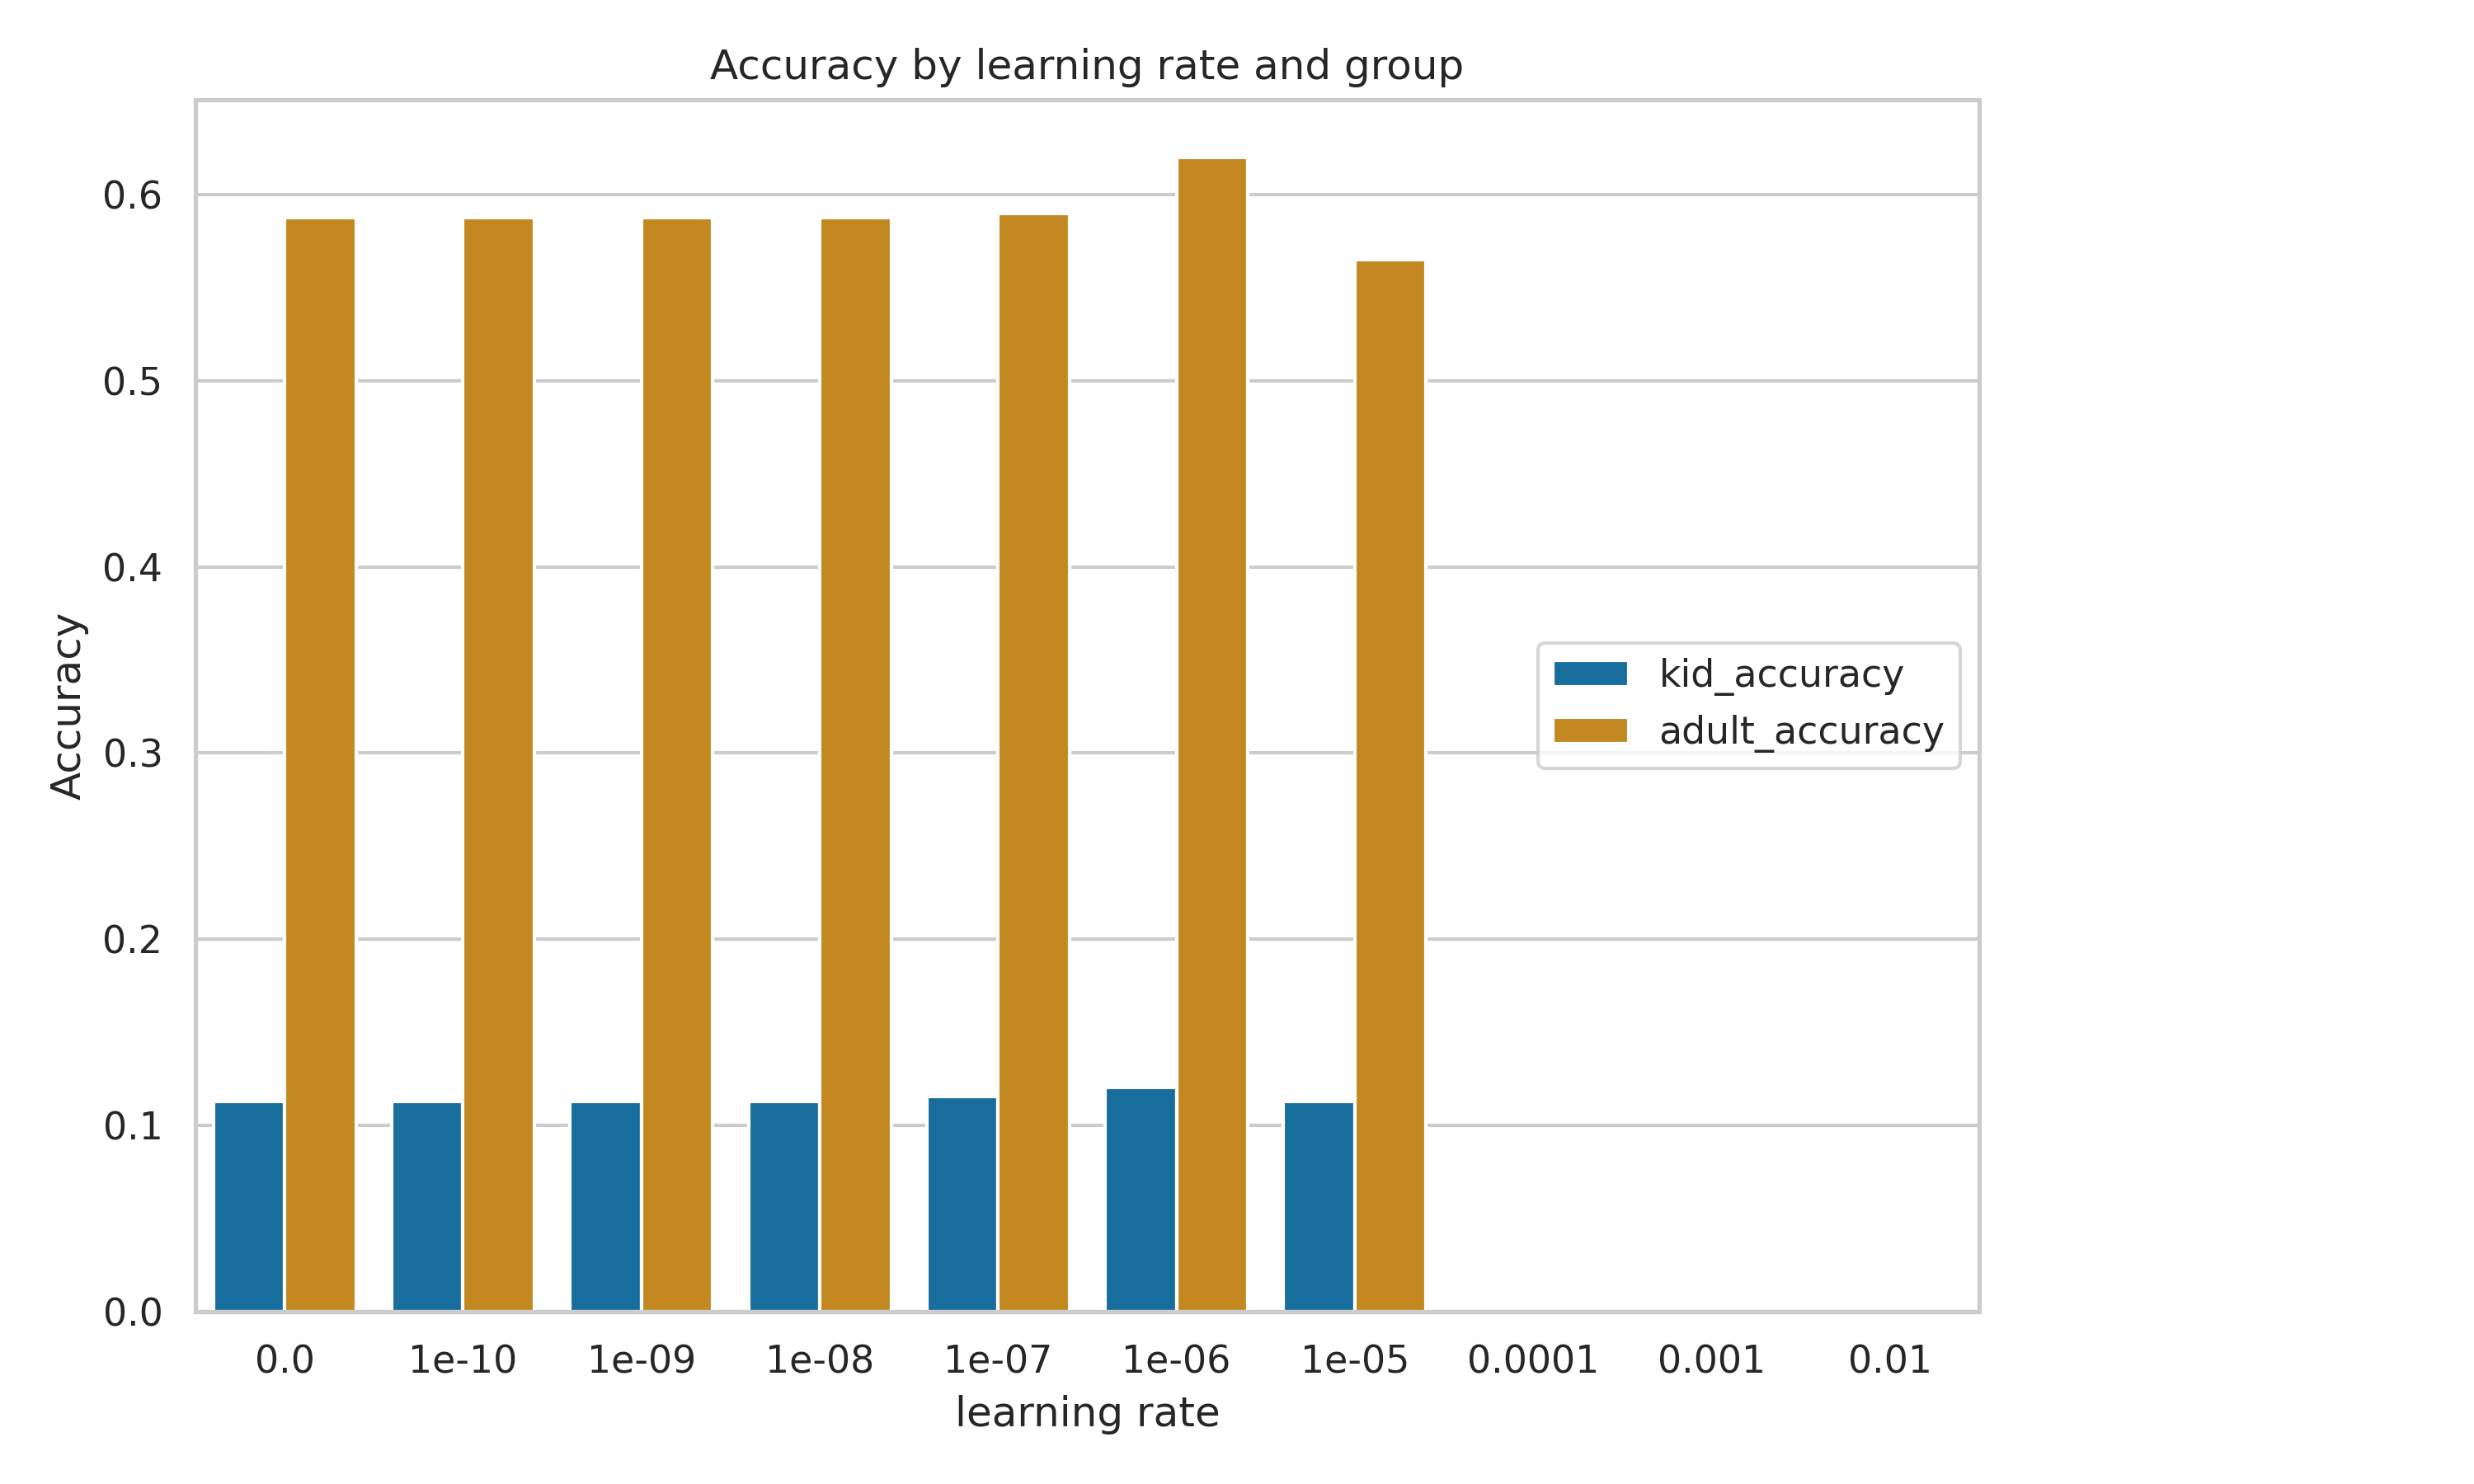 Accuracy by learning rate and group
Accuracy
0.6
0.5
0.4
0.3
0.2
0.1
0.0
kid_accuracy
adult_accuracy
0.0 1e-10 1e-09 1e-08 1e-07 1e-06 1e-05 0.0001 0.001 0.01
learning rate